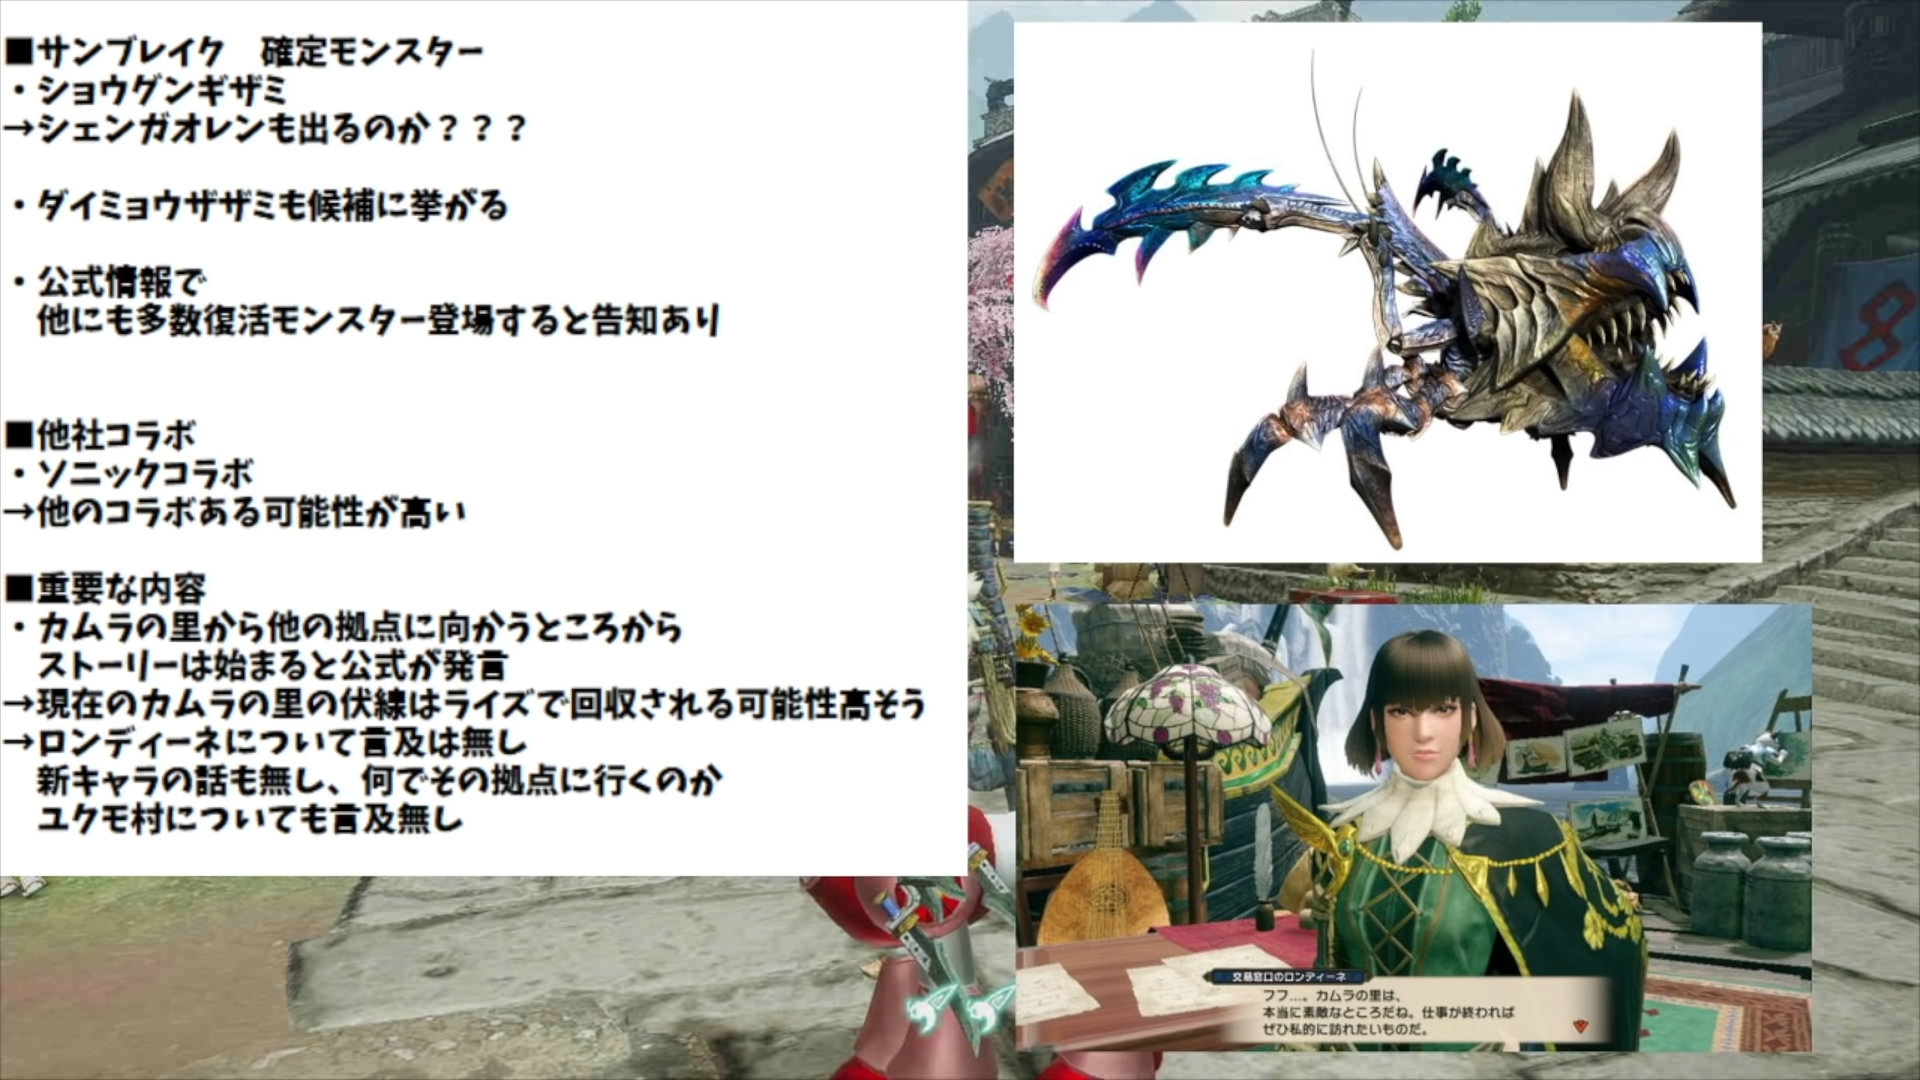 ■サンブレイク　確定モンスター
・ショウグンギザミ
→シェンガオレンも出るのか？？？
・ダイミョウザザミも候補に挙がる
・公式情報で
他にも多数復活モンスター登場すると告知あり
■他社コラボ
・ソニックコラボ
→他のコラボある可能性が高い
■重要な内容
・カムラの里から他の拠点に向かうところから
ストーリーは始まると公式が発言
→現在のカムラの里の伏線はライズで回収される可能性高そう
→ロンディーネについて言及は無し
新キャラの話も無し、何でその拠点に行くのか
ユクモ村についても言及無し
交易窓口のロンディーネ
フフ…。カムラの里は、
本当に素敵なところだね。仕事が終われば
ぜひ私的に訪れたいものだ。